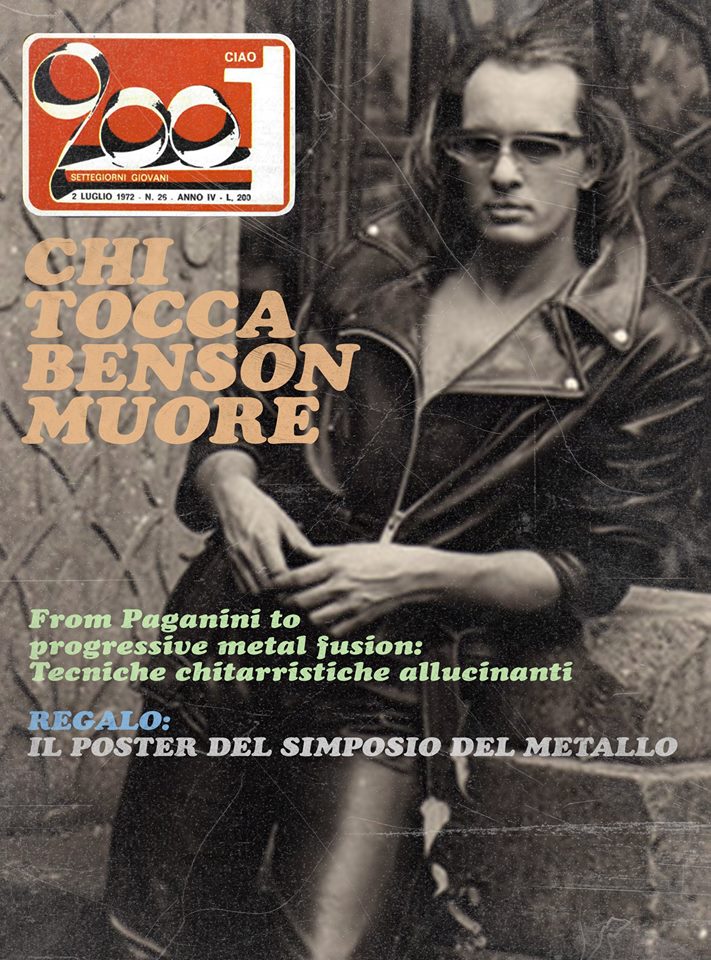 CIAO
2001
SETTEGIORNI GIOVANI
2 LUGLIO 1972 - N. 26 - ANNO IV - L. 200
CHI
TOCCA
BENSON
MUORE
From Paganini to
progressive metal fusion:
Tecniche chitarristiche allucinanti
REGALO:
IL POSTER DEL SIMPOSIO DEL METALLO